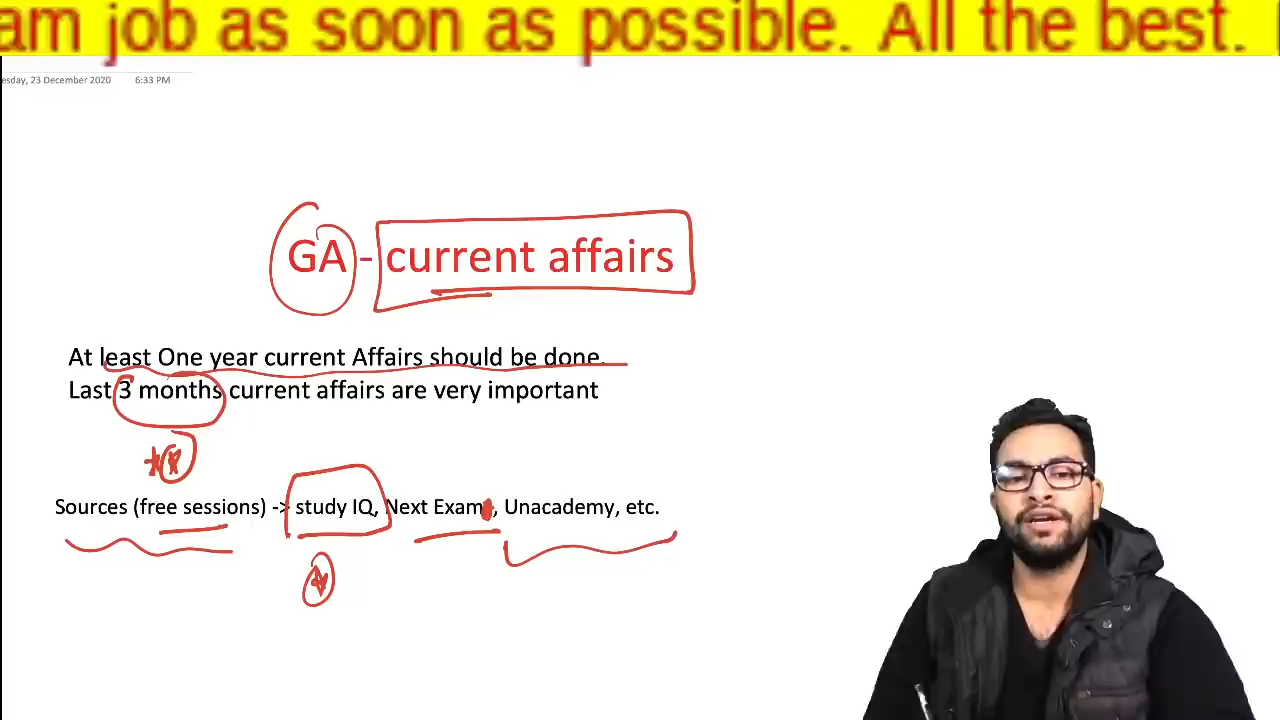 am job as soon as possible. All the best.
esday, 23 December 2020 6:33 PM
GA - current affairs
At least One year current Affairs should be done.
Last 3 months current affairs are very important
Sources (free sessions) -> study IQ, Next Exam, Unacademy, etc.